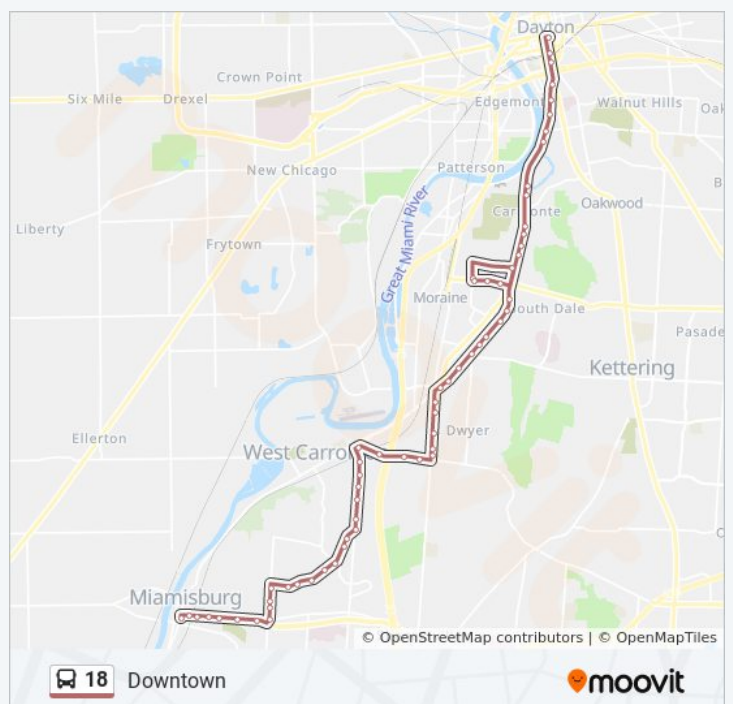 Dayton
Crown Point
Six Mile
Drexel
Edgemont
Walnut Hills
New Chicago
Patterson
Oakwood
Liberty
Great Miami River
Frytown
Moraine
South Dale
Kettering
Ellerton
Dwyer
West Carro
Miamisburg
© OpenStreetMap contributors | © OpenMapTiles
18 Downtown
moovit